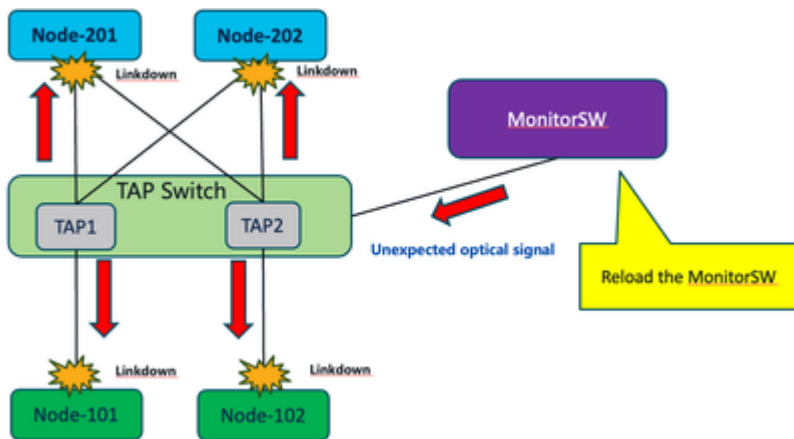 Node-201
Node-202
Linkdown
Linkdown
MonitorSW
TAP Switch
TAP1
TAP2
Unexpected optical signal
Reload the MonitorSW
Linkdown
Linkdown
Node-101
Node-102